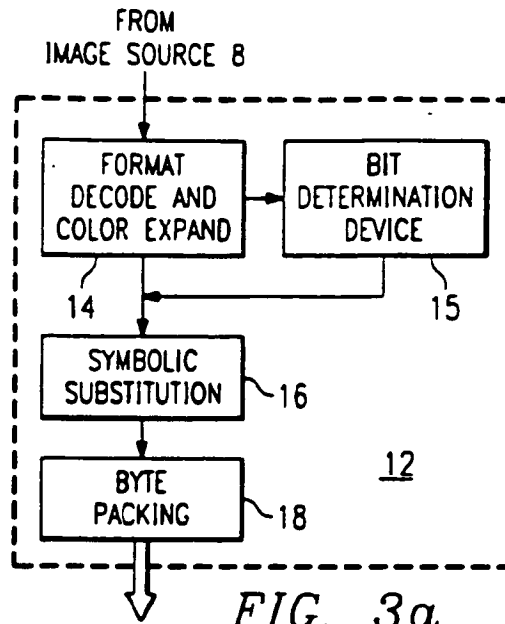 FROM
IMAGE SOURCE 8
FORMAT
DECODE AND
COLOR EXPAND
14
BIT
DETERMINATION
DEVICE
15
SYMBOLIC
SUBSTITUTION
16
BYTE
PACKING
18
12
FIG. 3a